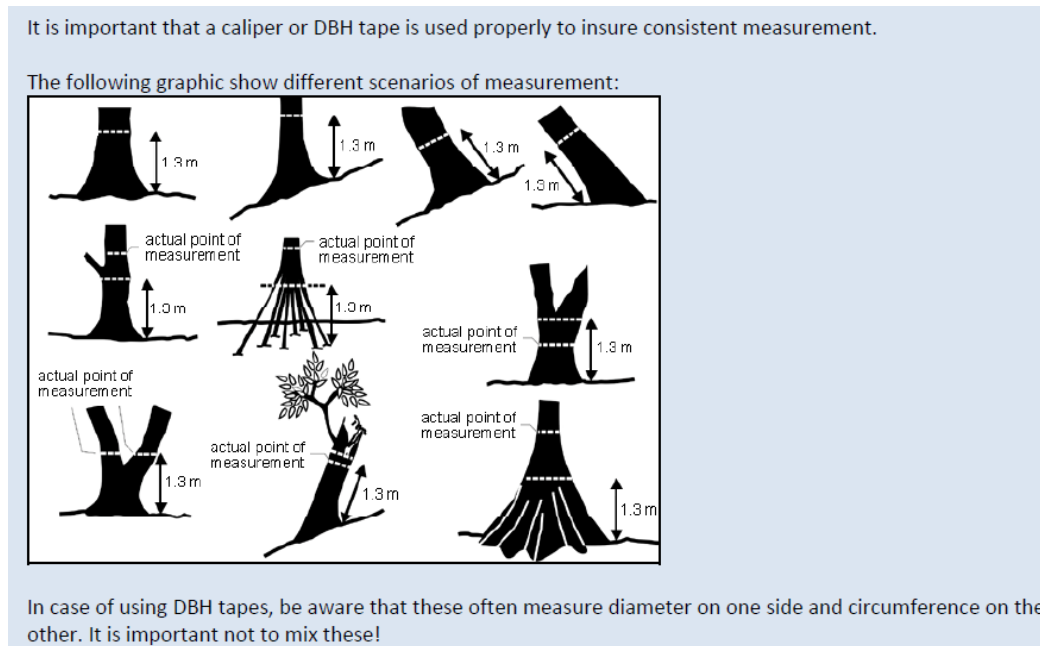 It is important that a caliper or DBH tape is used properly to insure consistent measurement.
The following graphic show different scenarios of measurement:
1.3 m
1.3 m
1.3 m
1.3 m
actual point of
measurement
actual point of
measurement
1.3 m
1.3 m
actual point of
measurement
1.3 m
actual point of
measurement
actual point of
measurement
actual point of
measurement
1.3 m
1.3 m
1.3 m
In case of using DBH tapes, be aware that these often measure diameter on one side and circumference on the
other. It is important not to mix these!